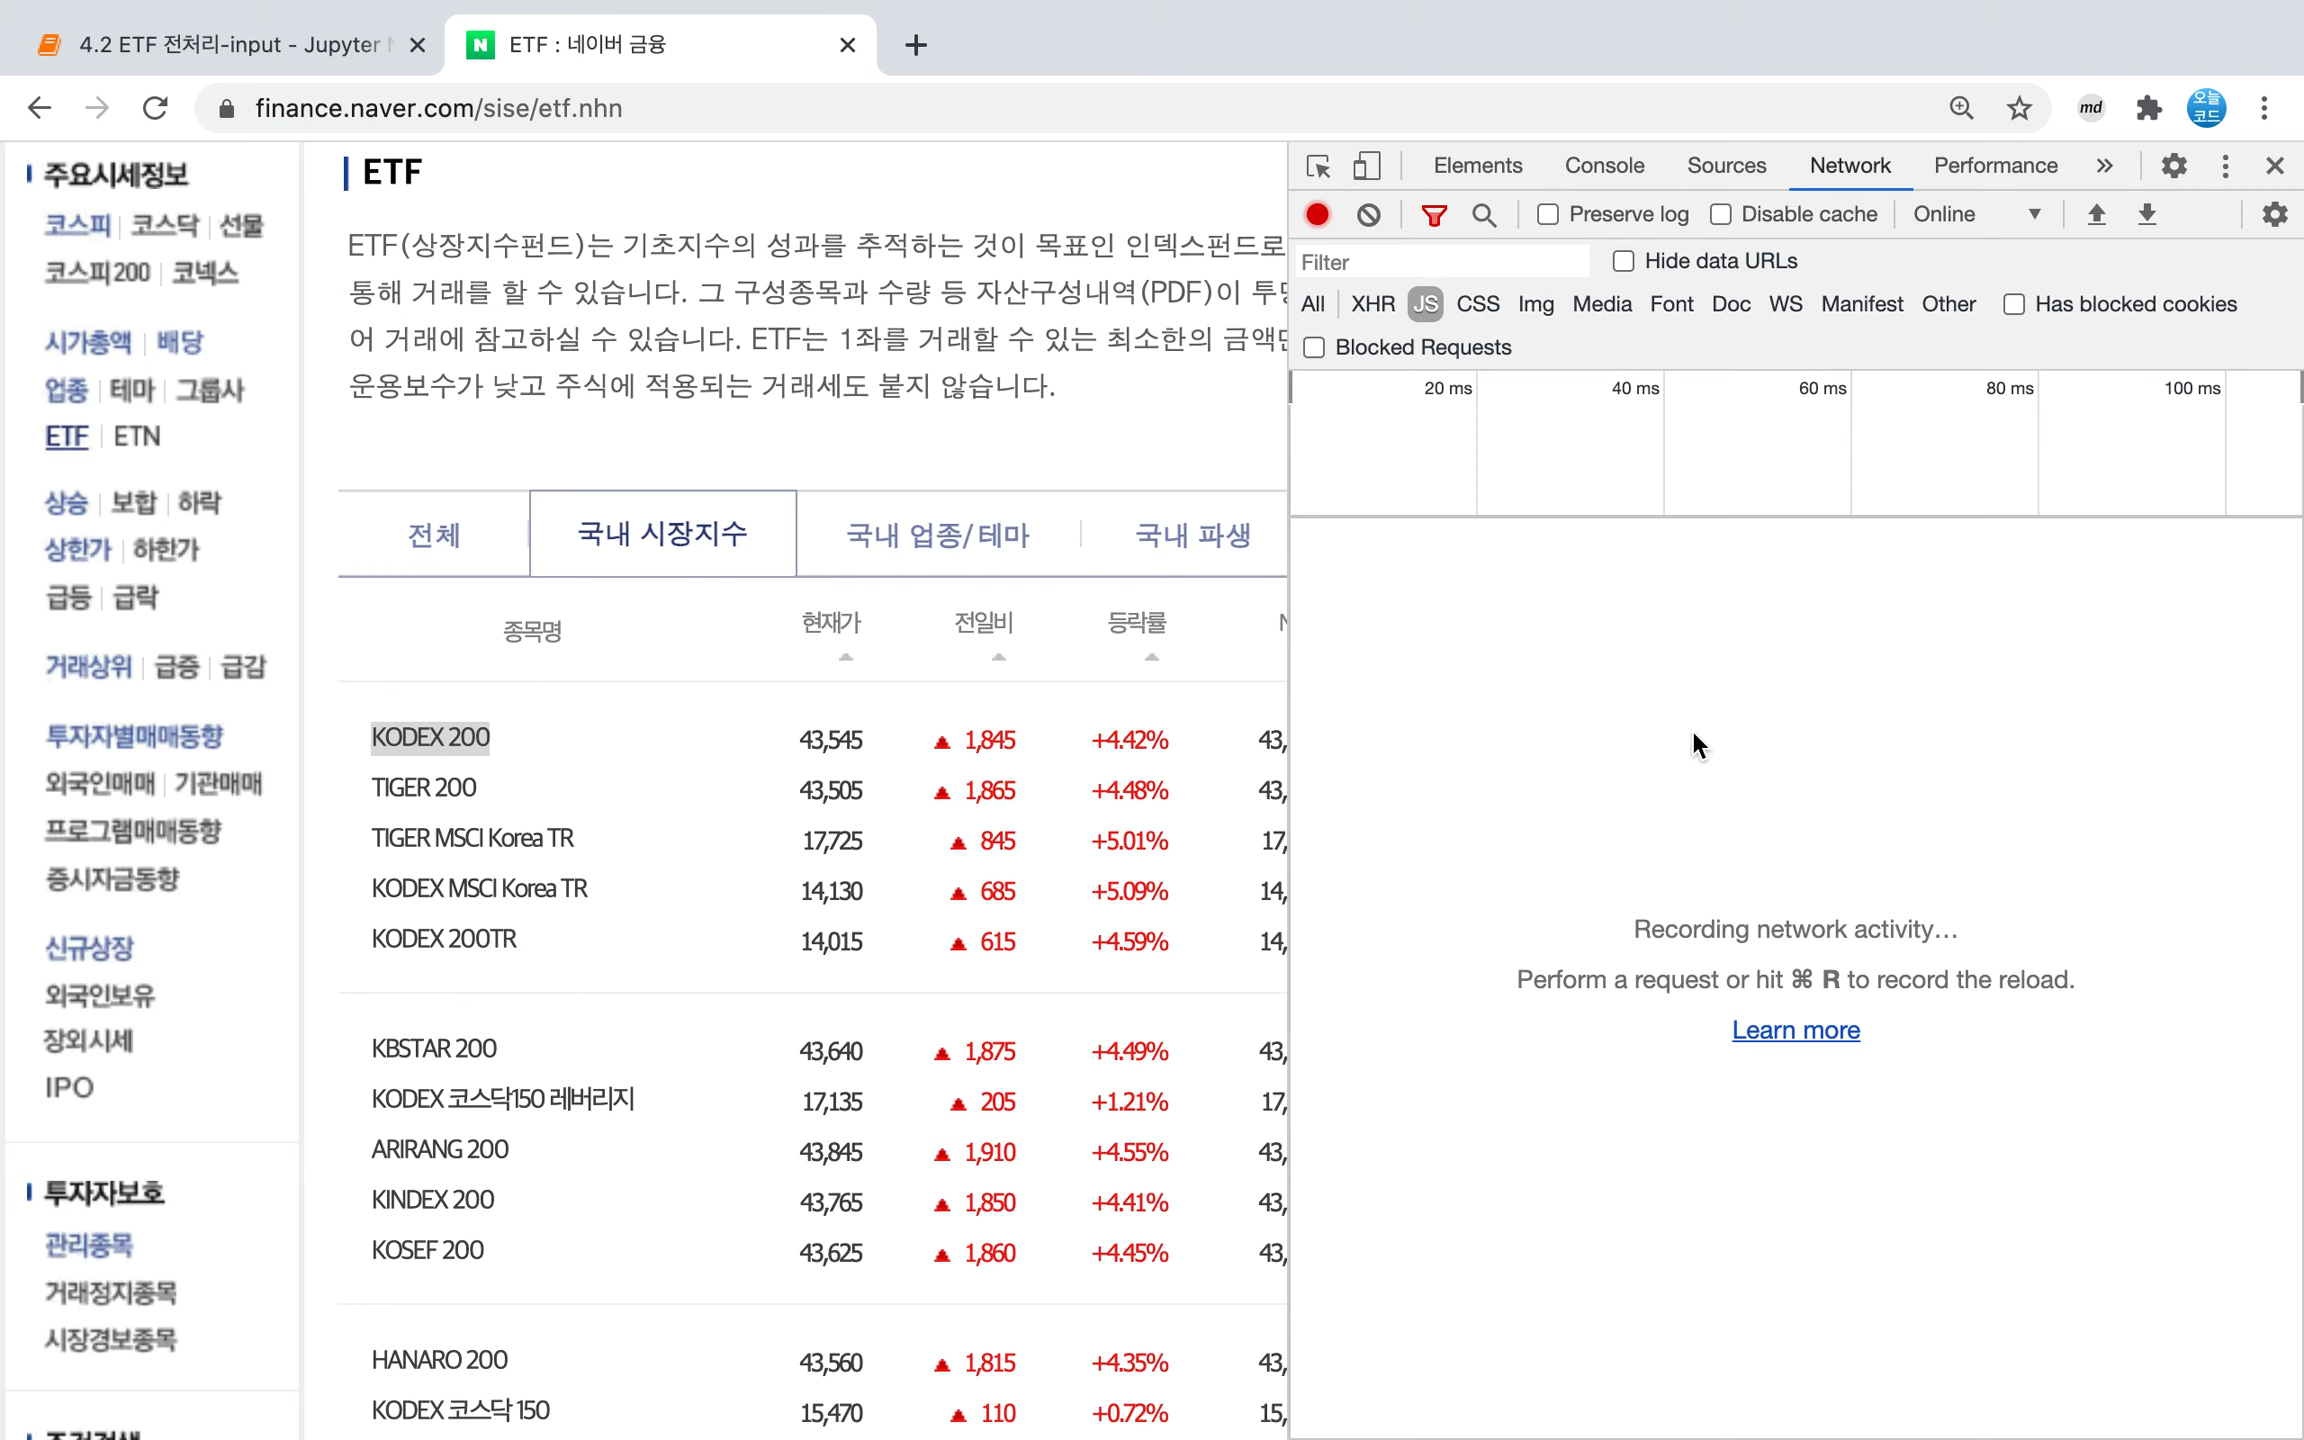 4.2 ETF 전처리-input - Jupyter
ETF : 네이버 금융
finance.naver.com/sise/etf.nhn
md
오늘
코드
주요시세정보
코스피 코스닥 선물
코스피200 코넥스
시가총액 배당
업종 테마 그룹사
ETF ETN
상승 보합 하락
상한가 하한가
급등 급락
거래상위 급증 급감
투자자별매매동향
외국인매매 기관매매
프로그램매매동향
증시자금동향
신규상장
외국인보유
장외시세
IPO
투자자보호
관리종목
거래정지종목
시장경보종목
ETF
ETF(상장지수펀드)는 기초지수의 성과를 추적하는 것이 목표인 인덱스펀드로
통해 거래를 할 수 있습니다. 그 구성종목과 수량 등 자산구성내역(PDF)이 투명
어 거래에 참고하실 수 있습니다. ETF는 1좌를 거래할 수 있는 최소한의 금액만
운용보수가 낮고 주식에 적용되는 거래세도 붙지 않습니다.
전체 국내 시장지수 국내 업종/테마 국내 파생
종목명 현재가 전일비 등락률 N
KODEX 200 43,545 ▲ 1,845 +4.42% 43,
TIGER 200 43,505 ▲ 1,865 +4.48% 43,
TIGER MSCI Korea TR 17,725 ▲ 845 +5.01% 17,
KODEX MSCI Korea TR 14,130 ▲ 685 +5.09% 14,
KODEX 200TR 14,015 ▲ 615 +4.59% 14,
KBSTAR 200 43,640 ▲ 1,875 +4.49% 43,
KODEX 코스닥150 레버리지 17,135 ▲ 205 +1.21% 17,
ARIRANG 200 43,845 ▲ 1,910 +4.55% 43,
KINDEX 200 43,765 ▲ 1,850 +4.41% 43,
KOSEF 200 43,625 ▲ 1,860 +4.45% 43,
HANARO 200 43,560 ▲ 1,815 +4.35% 43,
KODEX 코스닥 150 15,470 ▲ 110 +0.72% 15,
Elements Console Sources Network Performance »
Preserve log Disable cache Online
Filter Hide data URLs
All XHR JS CSS Img Media Font Doc WS Manifest Other Has blocked cookies
Blocked Requests
20 ms 40 ms 60 ms 80 ms 100 ms
Recording network activity…
Perform a request or hit ⌘ R to record the reload.
Learn more